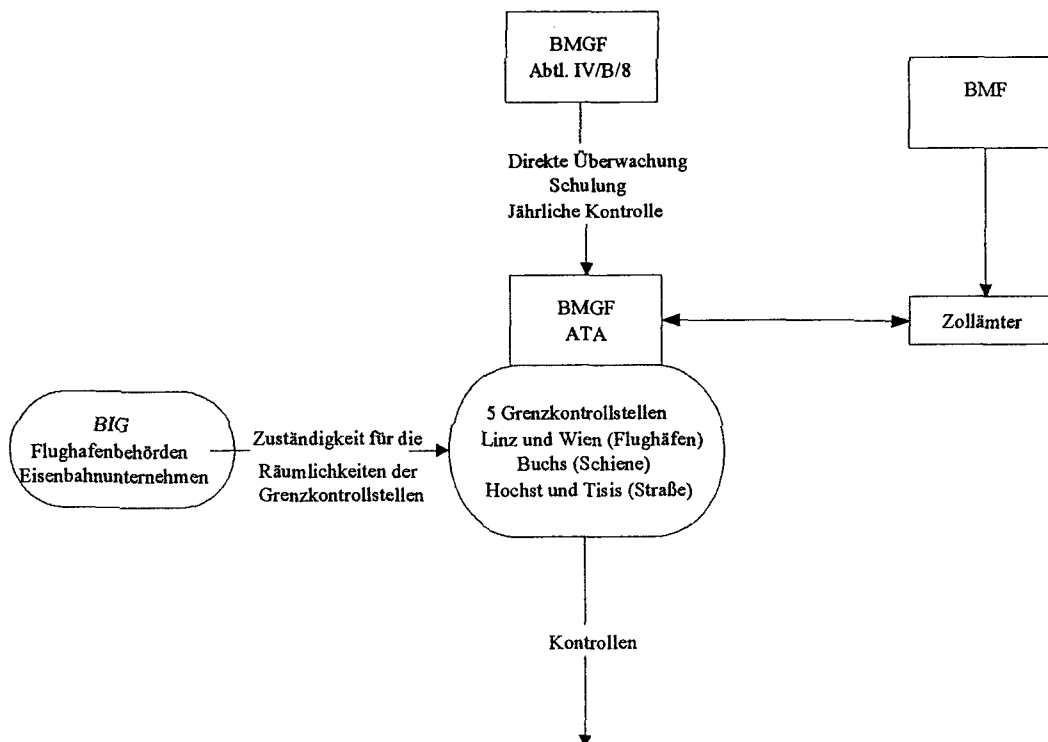 BMGF
Abtl. IV/B/8
BMF
Direkte Überwachung
Schulung
Jährliche Kontrolle
BMGF
ATA
Zollämter
BIG
Flughafenbehörden
Eisenbahnunternehmen
Zuständigkeit für die
Räumlichkeiten der
Grenzkontrollstellen
5 Grenzkontrollstellen
Linz und Wien (Flughäfen)
Buchs (Schiene)
Hochst und Tisis (Straße)
Kontrollen